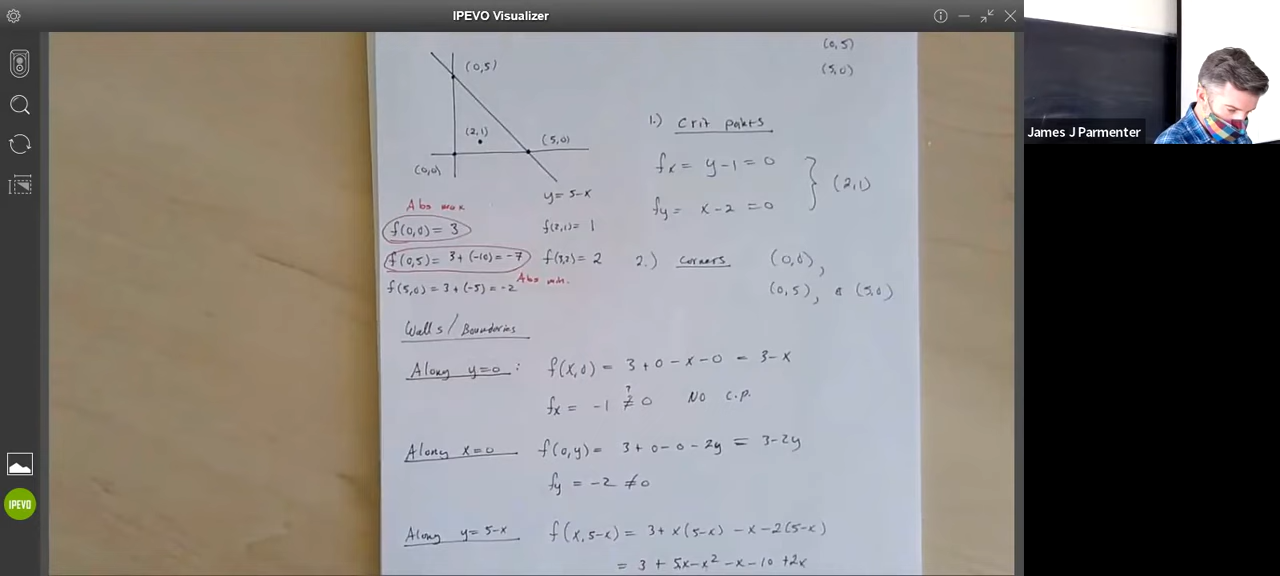 IPEVO Visualizer
James J Parmenter
IPEVO
(0,5)
(5,0)
(0,5)
(2,1)
(5,0)
(0,0)
y = 5-x
1.) Crit points
fx = y-1 = 0
fy = x-2 = 0
} (2,1)
Abs max
f(0,0) = 3
f(2,1) = 1
f(0,5) = 3 + (-10) = -7
f(3,2) = 2
Abs min.
f(5,0) = 3 + (-5) = -2
2.) Corners (0,0),
(0,5), & (5,0)
Walls / Boundaries
Along y=0: f(x,0) = 3 + 0 - x - 0 = 3-x
fx = -1 ≠ 0 No c.p.
Along x=0 f(0,y) = 3 + 0 - 0 - 2y = 3-2y
fy = -2 ≠ 0
Along y=5-x f(x,5-x) = 3 + x(5-x) - x - 2(5-x)
= 3 + 5x - x² - x - 10 + 2x